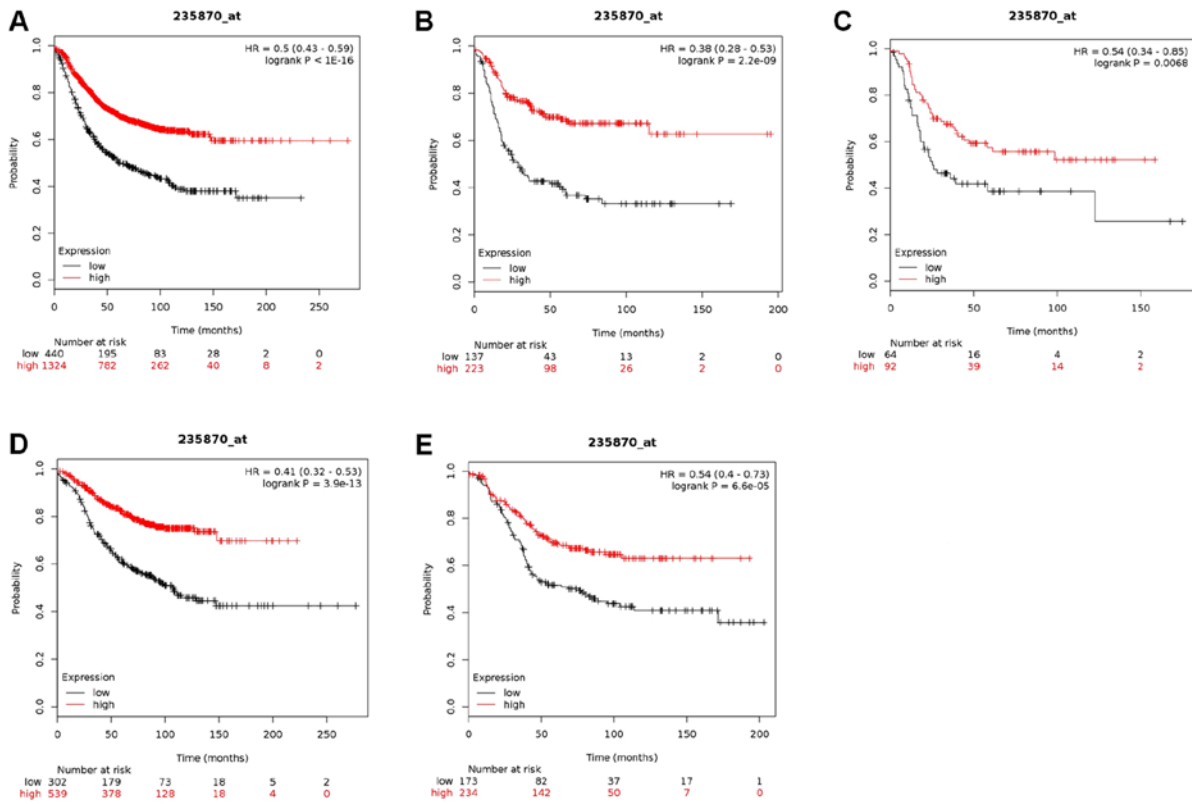 A
235870_at
HR = 0.5 (0.43 - 0.59)
logrank P < 1E-16
Probability
1.0
0.8
0.6
0.4
0.2
0.0
Expression
low
high
0 50 100 150 200 250
Time (months)
Number at risk
low 440 195 83 28 2 0
high 1324 782 262 40 8 2
B
235870_at
HR = 0.38 (0.28 - 0.53)
logrank P = 2.2e-09
Probability
1.0
0.8
0.6
0.4
0.2
0.0
Expression
low
high
0 50 100 150 200
Time (months)
Number at risk
low 137 43 13 2 0
high 223 98 26 2 0
C
235870_at
HR = 0.54 (0.34 - 0.85)
logrank P = 0.0068
Probability
1.0
0.8
0.6
0.4
0.2
0.0
Expression
low
high
0 50 100 150
Time (months)
Number at risk
low 64 16 4 2
high 92 39 14 2
D
235870_at
HR = 0.41 (0.32 - 0.53)
logrank P = 3.9e-13
Probability
1.0
0.8
0.6
0.4
0.2
0.0
Expression
low
high
0 50 100 150 200 250
Time (months)
Number at risk
low 302 179 73 18 5 2
high 539 378 128 18 4 0
E
235870_at
HR = 0.54 (0.4 - 0.73)
logrank P = 6.6e-05
Probability
1.0
0.8
0.6
0.4
0.2
0.0
Expression
low
high
0 50 100 150 200
Time (months)
Number at risk
low 173 82 37 17 1
high 234 142 50 7 0